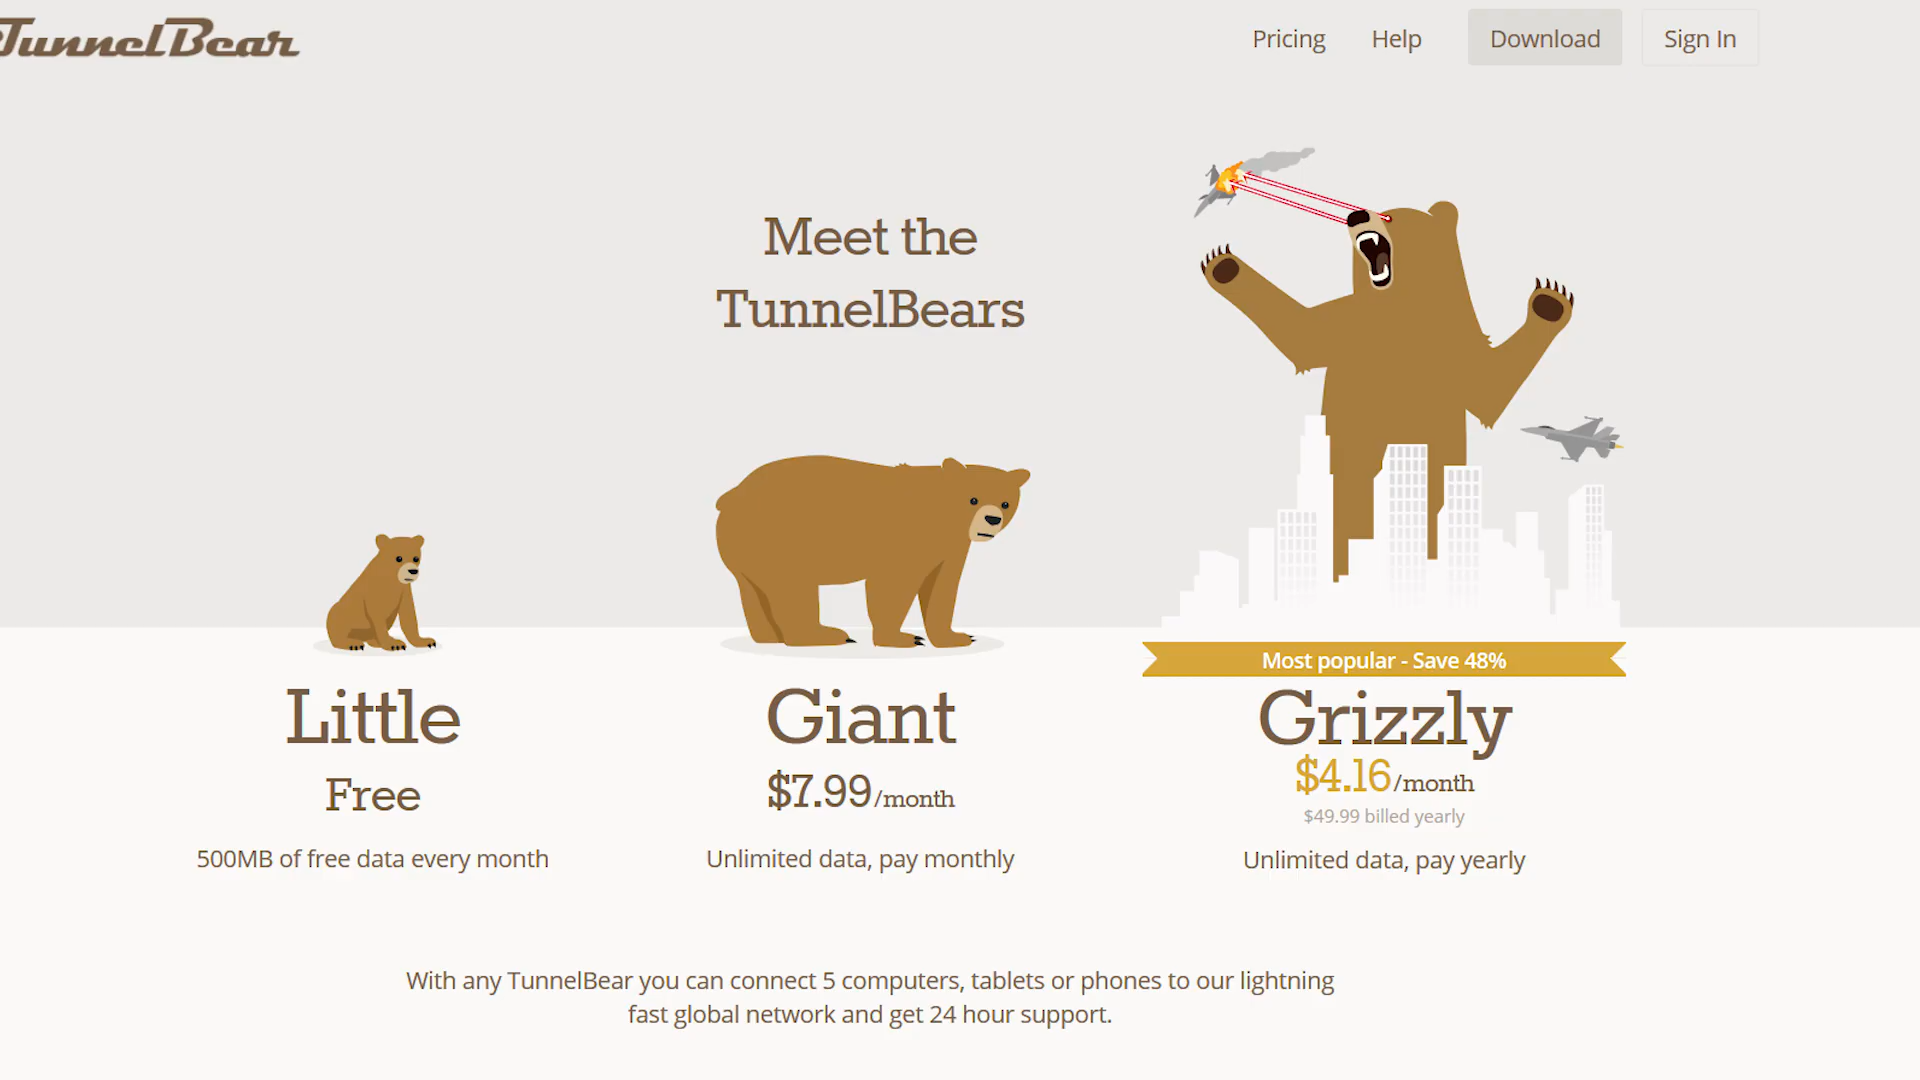 TunnelBear
Pricing
Help
Download
Sign In
Meet the
TunnelBears
Most popular - Save 48%
Little
Free
500MB of free data every month
Giant
$7.99/month
Unlimited data, pay monthly
Grizzly
$4.16/month
$49.99 billed yearly
Unlimited data, pay yearly
With any TunnelBear you can connect 5 computers, tablets or phones to our lightning
fast global network and get 24 hour support.